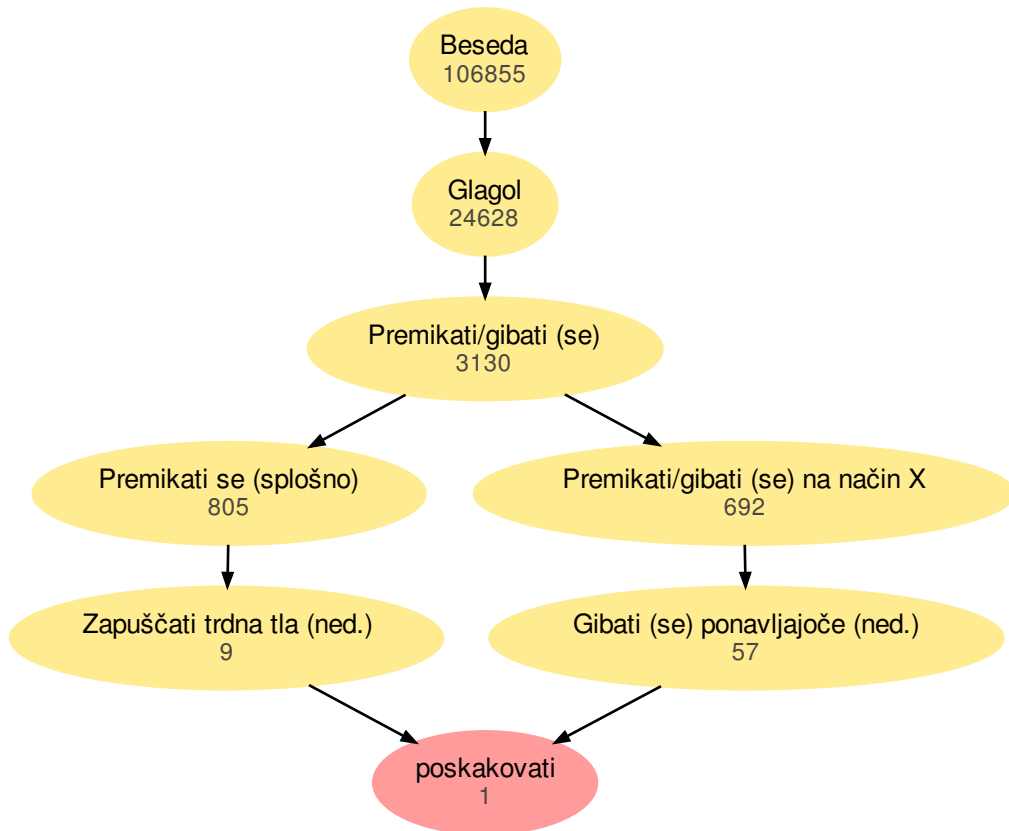 Beseda
106855
Glagol
24628
Premikati/gibati (se)
3130
Premikati se (splošno)
805
Premikati/gibati (se) na način X
692
Zapuščati trdna tla (ned.)
9
Gibati (se) ponavljajoče (ned.)
57
poskakovati
1